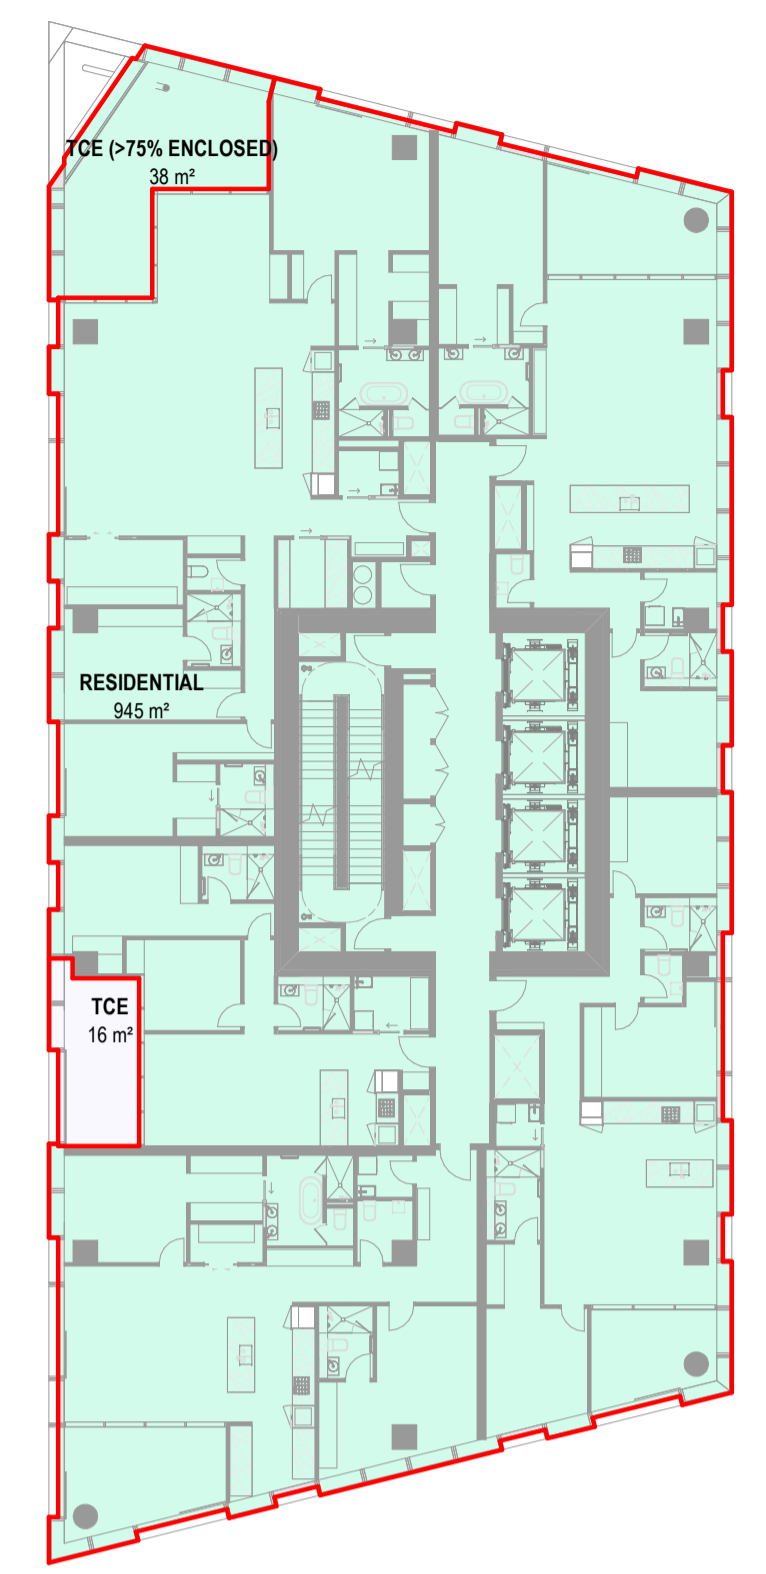 TCE (>75% ENCLOSED)
38 m²
RESIDENTIAL
945 m²
TCE
16 m²